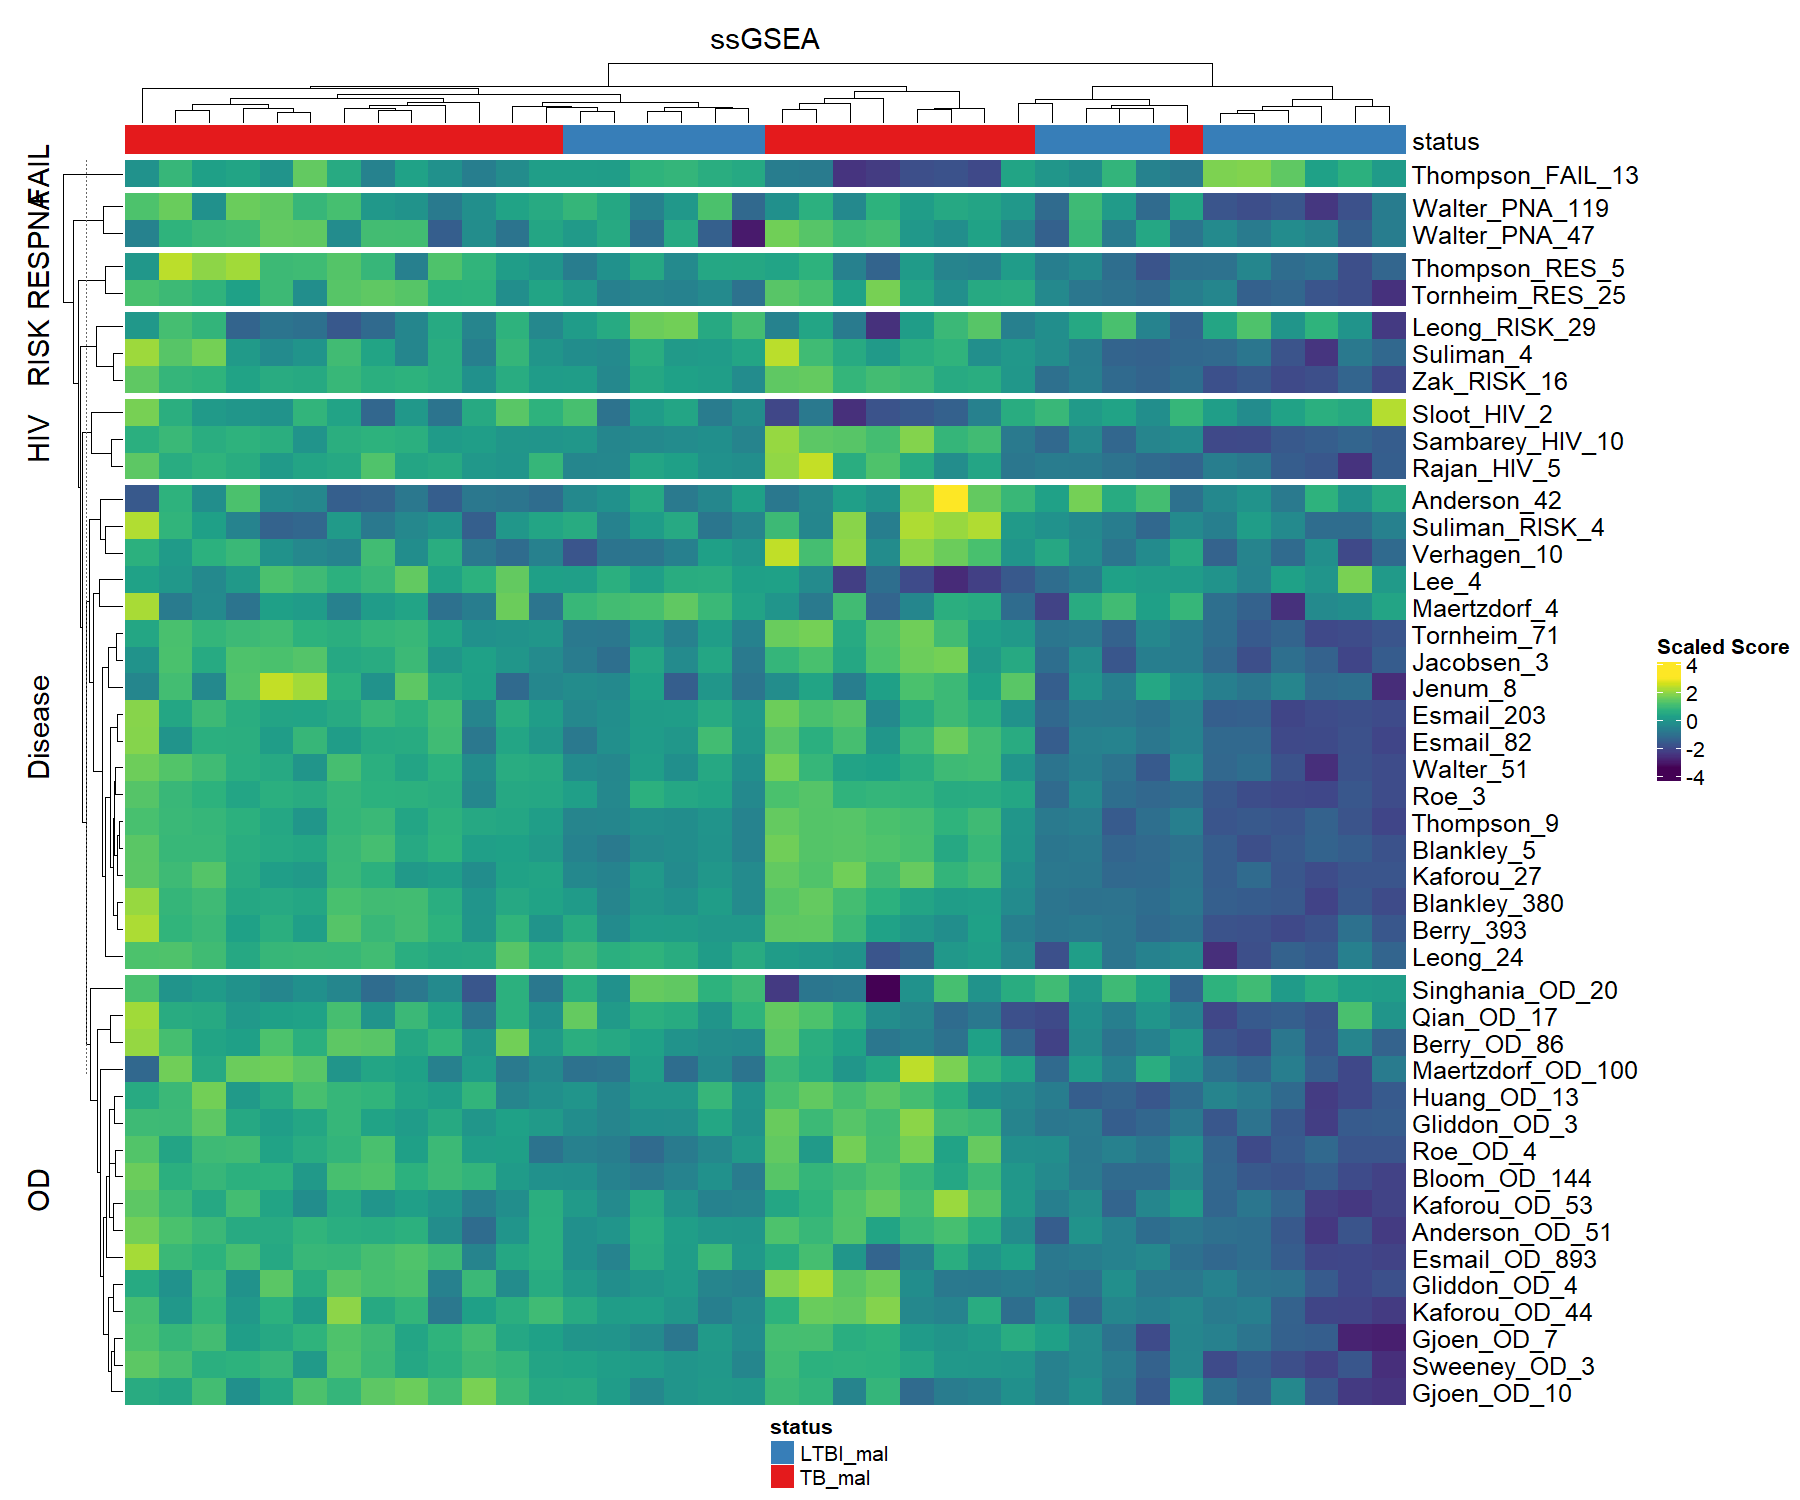 ssGSEA
status
FAIL
Thompson_FAIL_13
PNA
Walter_PNA_119
Walter_PNA_47
RES
Thompson_RES_5
Tornheim_RES_25
RISK
Leong_RISK_29
Suliman_4
Zak_RISK_16
HIV
Sloot_HIV_2
Sambarey_HIV_10
Rajan_HIV_5
Disease
Anderson_42
Suliman_RISK_4
Verhagen_10
Lee_4
Maertzdorf_4
Tornheim_71
Jacobsen_3
Jenum_8
Esmail_203
Esmail_82
Walter_51
Roe_3
Thompson_9
Blankley_5
Kaforou_27
Blankley_380
Berry_393
Leong_24
OD
Singhania_OD_20
Qian_OD_17
Berry_OD_86
Maertzdorf_OD_100
Huang_OD_13
Gliddon_OD_3
Roe_OD_4
Bloom_OD_144
Kaforou_OD_53
Anderson_OD_51
Esmail_OD_893
Gliddon_OD_4
Kaforou_OD_44
Gjoen_OD_7
Sweeney_OD_3
Gjoen_OD_10
Scaled Score
4
2
0
-2
-4
status
LTBI_mal
TB_mal